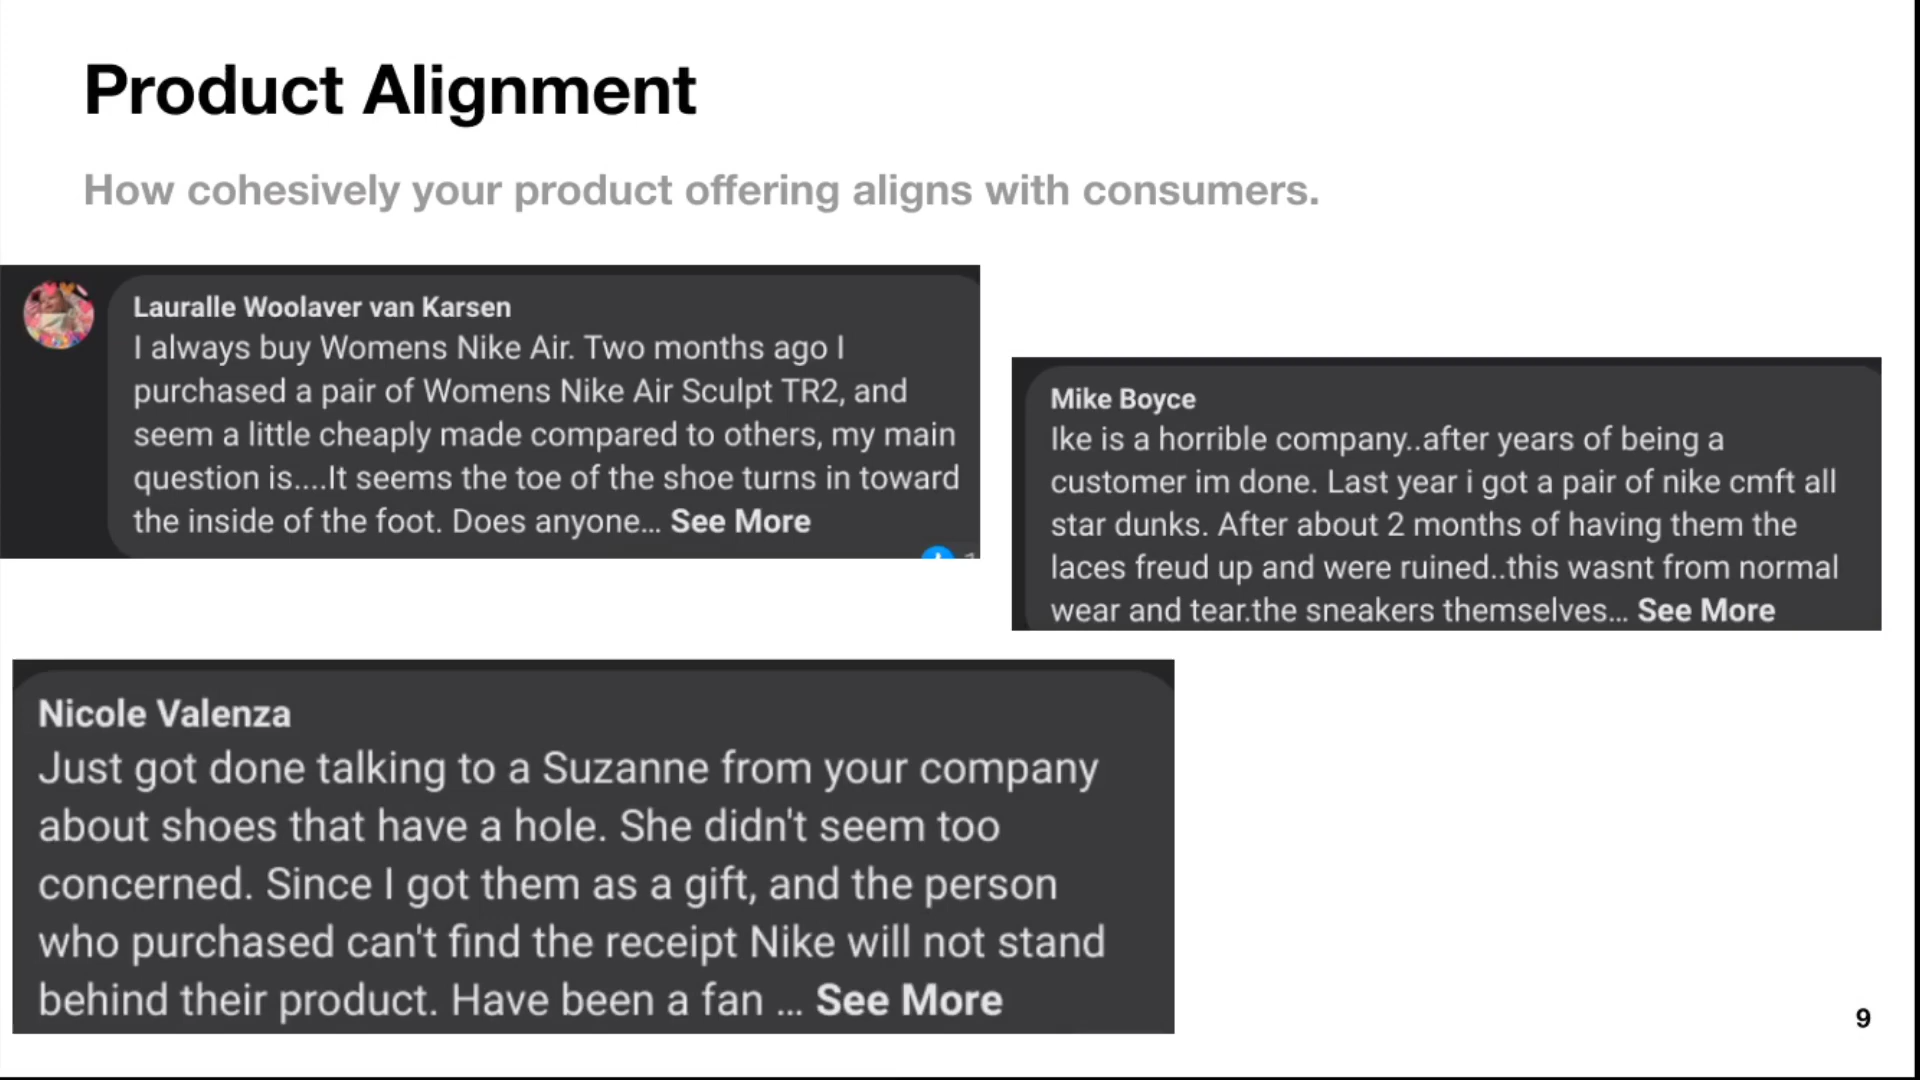 Product Alignment
How cohesively your product offering aligns with consumers.
Lauralle Woolaver van Karsen
I always buy Womens Nike Air. Two months ago I
purchased a pair of Womens Nike Air Sculpt TR2, and
seem a little cheaply made compared to others, my main
question is....It seems the toe of the shoe turns in toward
the inside of the foot. Does anyone... See More
Mike Boyce
Ike is a horrible company..after years of being a
customer im done. Last year i got a pair of nike cmft all
star dunks. After about 2 months of having them the
laces freud up and were ruined..this wasnt from normal
wear and tear.the sneakers themselves... See More
Nicole Valenza
Just got done talking to a Suzanne from your company
about shoes that have a hole. She didn't seem too
concerned. Since I got them as a gift, and the person
who purchased can't find the receipt Nike will not stand
behind their product. Have been a fan ... See More
9